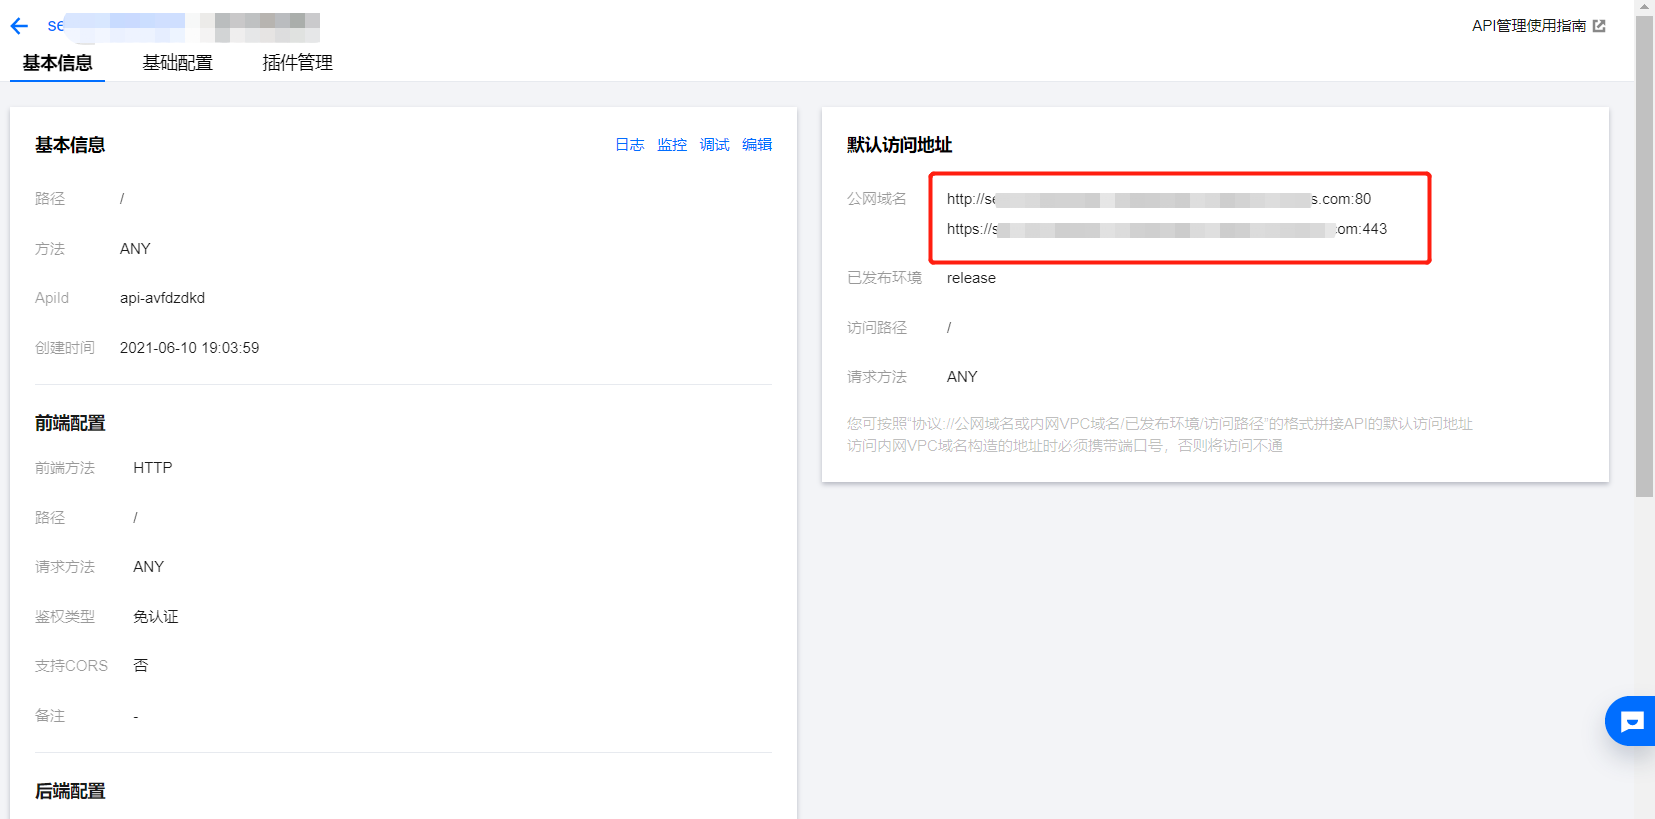 se
API管理使用指南
基本信息 基础配置 插件管理
基本信息
日志 监控 调试 编辑
路径 /
方法 ANY
ApiId api-avfdzdkd
创建时间 2021-06-10 19:03:59
前端配置
前端方法 HTTP
路径 /
请求方法 ANY
鉴权类型 免认证
支持CORS 否
备注 -
后端配置
默认访问地址
公网域名 http://se s.com:80
https://s om:443
已发布环境 release
访问路径 /
请求方法 ANY
您可按照“协议://公网域名或内网VPC域名/已发布环境/访问路径”的格式拼接API的默认访问地址
访问内网VPC域名构造的地址时必须携带端口号，否则将访问不通